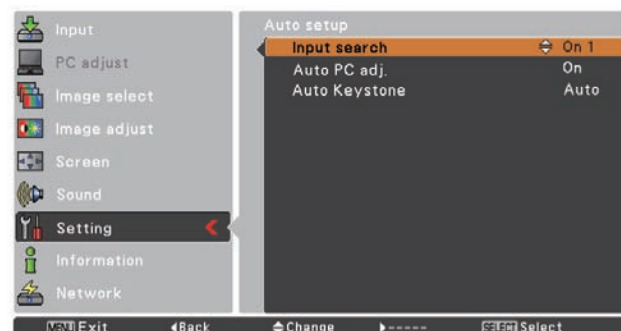 Input
PC adjust
Image select
Image adjust
Screen
Sound
Setting
Information
Network
Auto setup
Input search On 1
Auto PC adj. On
Auto Keystone Auto
MENU Exit Back Change ----- SELECT Select